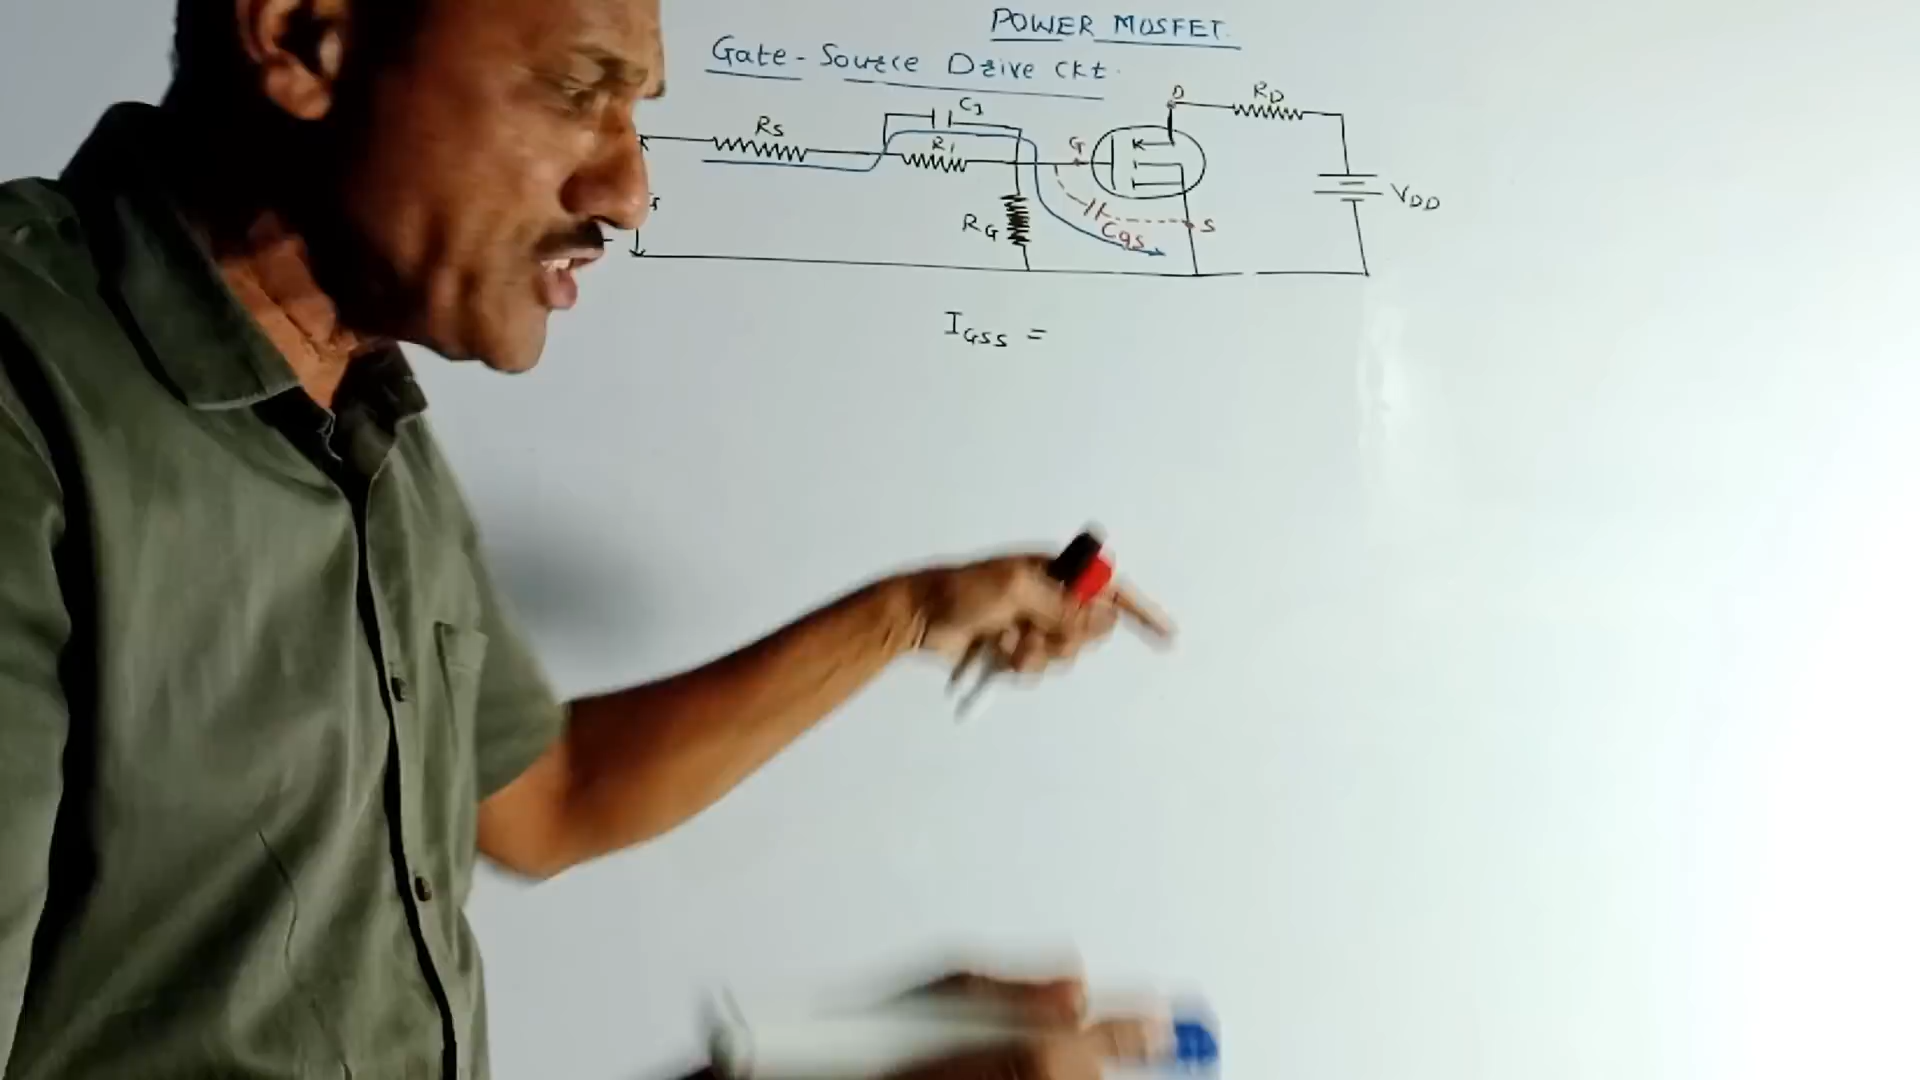 POWER MOSFET.
Gate-Source Drive ckt.
C1
D
RD
Rs
R1
G
VDD
RG
Cgs
S
IGSS =